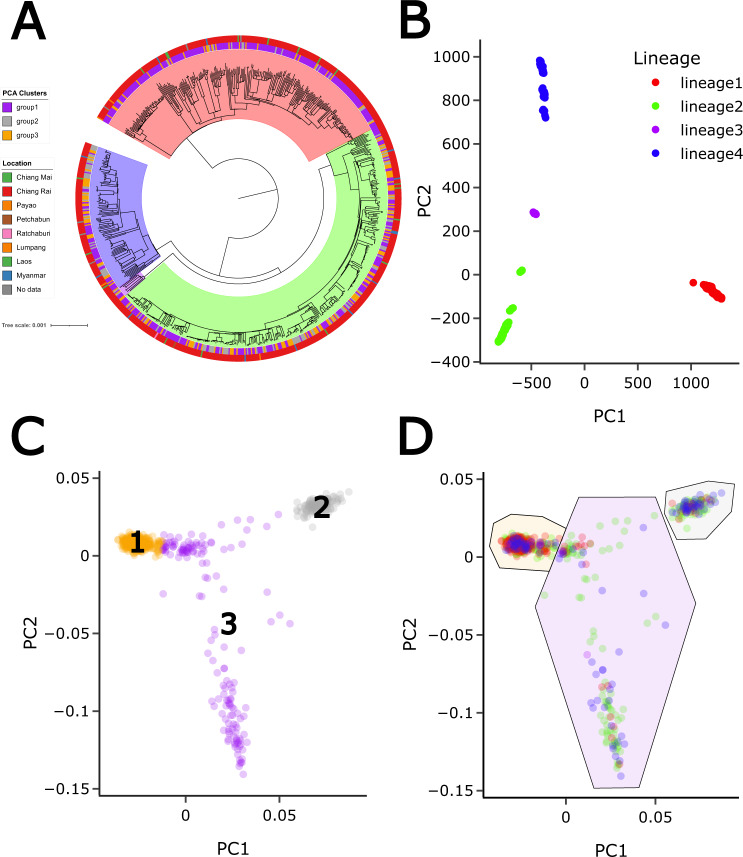 A
PCA Clusters
group1
group2
group3
Location
Chiang Mai
Chiang Rai
Payao
Petchabun
Ratchaburi
Lumpang
Laos
Myanmar
No data
Tree scale: 0.001
B
1000
800
600
400
200
0
−200
−400
PC2
−500
0
500
1000
PC1
Lineage
lineage1
lineage2
lineage3
lineage4
C
0.05
0
−0.05
−0.1
−0.15
PC2
1
2
3
0
0.05
PC1
D
0.05
0
−0.05
−0.1
−0.15
PC2
0
0.05
PC1